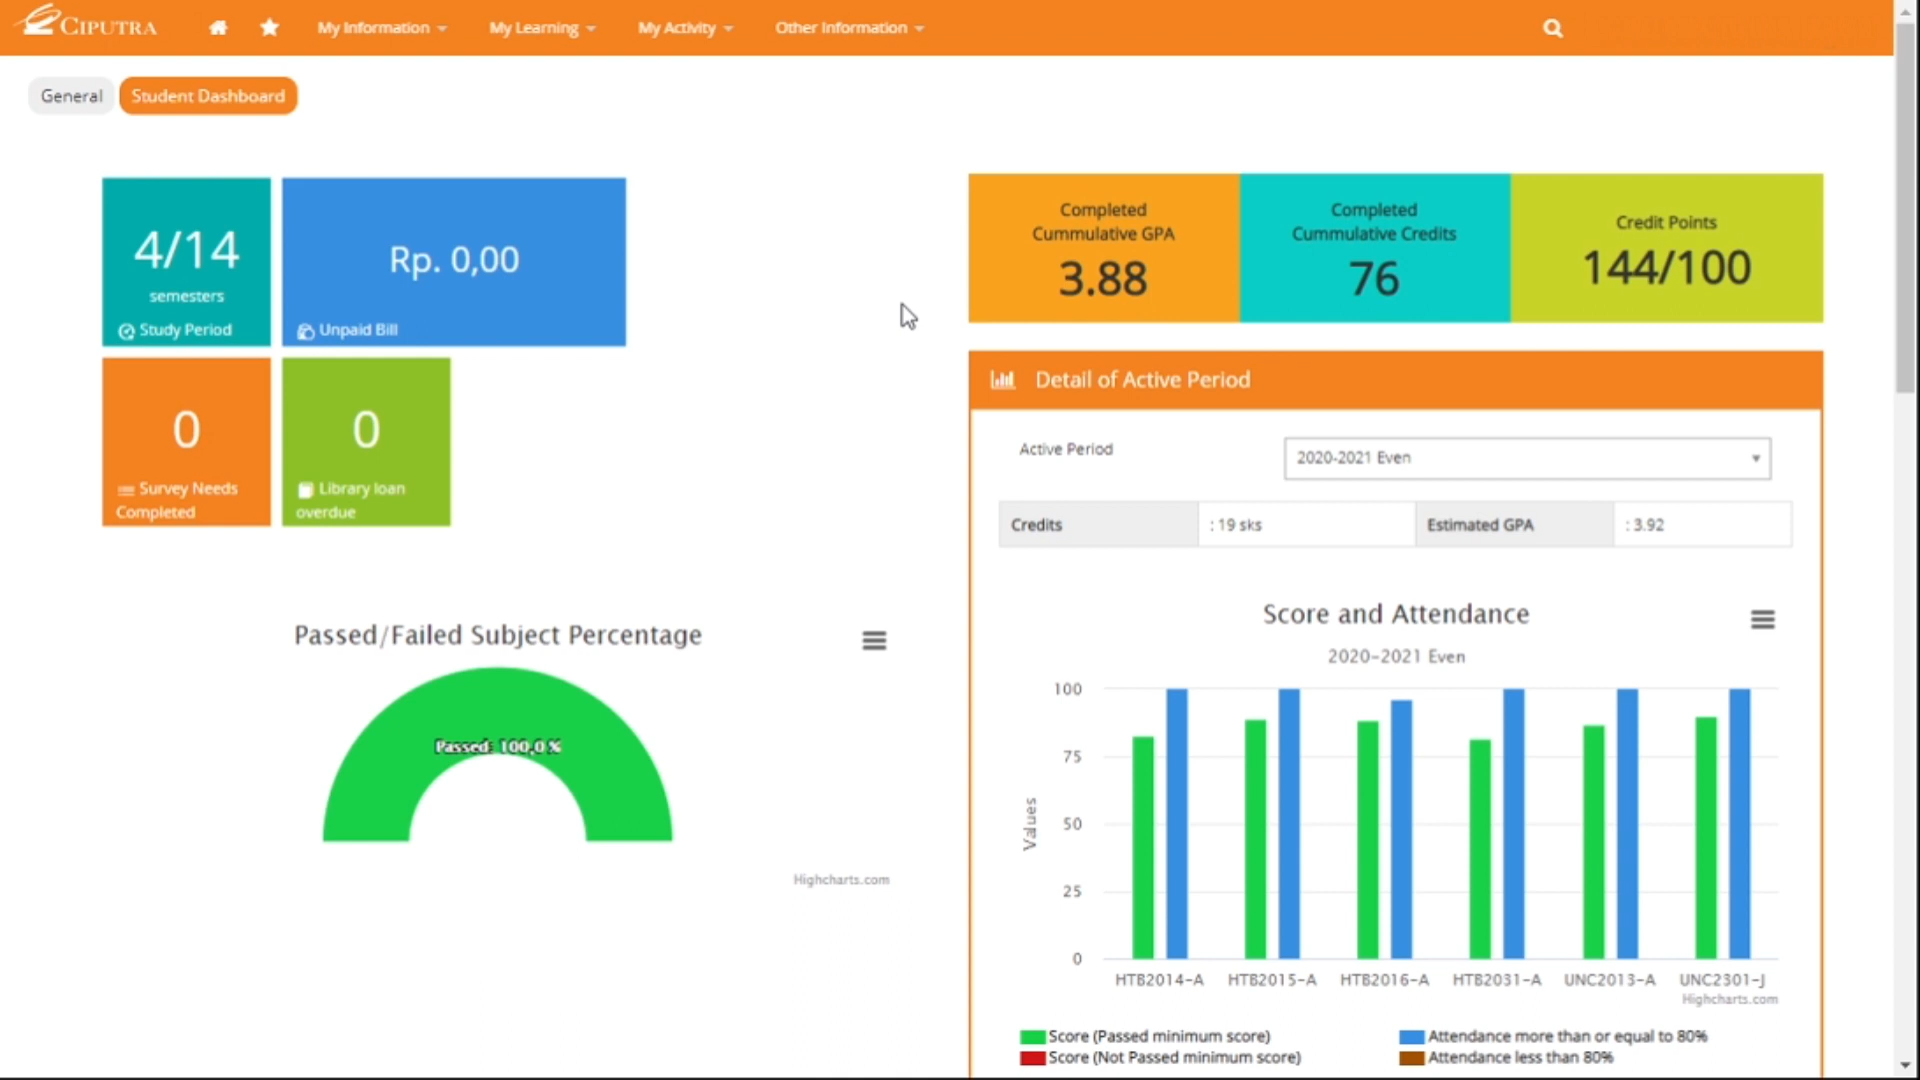 CIPUTRA
My Information
My Learning
My Activity
Other Information
General
Student Dashboard
4/14
semesters
Study Period
Rp. 0,00
Unpaid Bill
0
Survey Needs
Completed
0
Library loan
overdue
Passed/Failed Subject Percentage
Passed: 100,0 %
Highcharts.com
Completed
Cummulative GPA
3.88
Completed
Cummulative Credits
76
Credit Points
144/100
Detail of Active Period
Active Period
2020-2021 Even
Credits
: 19 sks
Estimated GPA
: 3.92
Score and Attendance
2020-2021 Even
Values
100
75
50
25
0
HTB2014-A
HTB2015-A
HTB2016-A
HTB2031-A
UNC2013-A
UNC2301-J
Highcharts.com
Score (Passed minimum score)
Attendance more than or equal to 80%
Score (Not Passed minimum score)
Attendance less than 80%